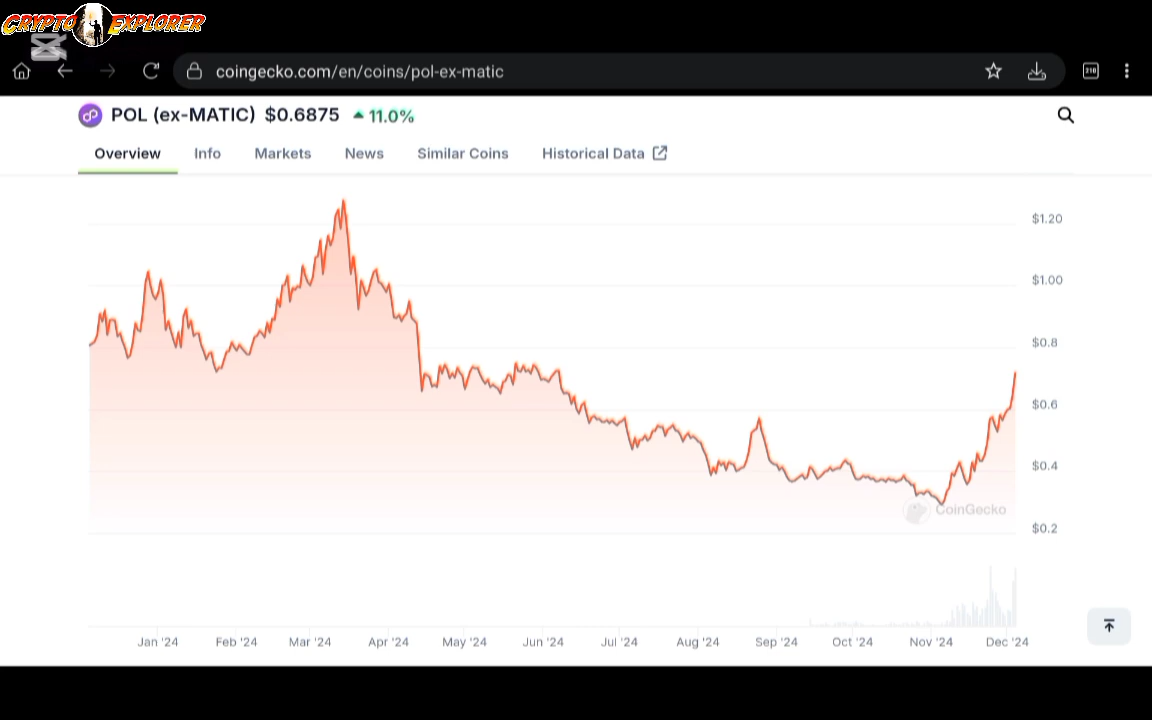 CRYPTO EXPLORER
coingecko.com/en/coins/pol-ex-matic
218
POL (ex-MATIC) $0.6875 11.0%
Overview Info Markets News Similar Coins Historical Data
$1.20
$1.00
$0.8
$0.6
$0.4
CoinGecko
$0.2
Jan '24 Feb '24 Mar '24 Apr '24 May '24 Jun '24 Jul '24 Aug '24 Sep '24 Oct '24 Nov '24 Dec '24